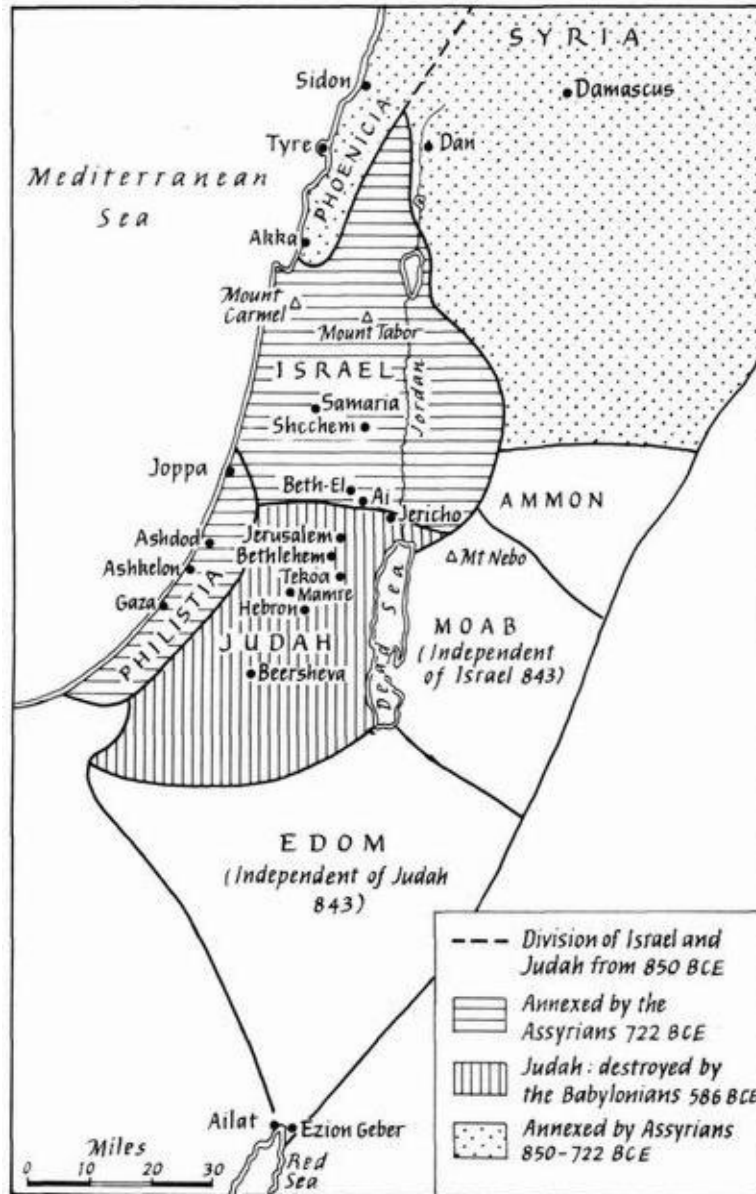 SYRIA
Sidon
Damascus
PHOENICIA
Tyre
Dan
Mediterranean
Sea
Akka
Mount
Carmel
Mount Tabor
ISRAEL
Jordan
Samaria
Shechem
Joppa
Beth-El
Ai
AMMON
Jericho
Jerusalem
Ashdod
Bethlehem
Mt Nebo
Ashkelon
Tekoa
Mamre
Gaza
Hebron
PHILISTIA
Dead Sea
MOAB
(Independent
of Israel 843)
JUDAH
Beersheva
EDOM
(Independent of Judah
843)
Division of Israel and
Judah from 850 BCE
Annexed by the
Assyrians 722 BCE
Judah: destroyed by
the Babylonians 586 BCE
Annexed by Assyrians
850-722 BCE
Ailat
Ezion Geber
Red
Sea
Miles
0 10 20 30